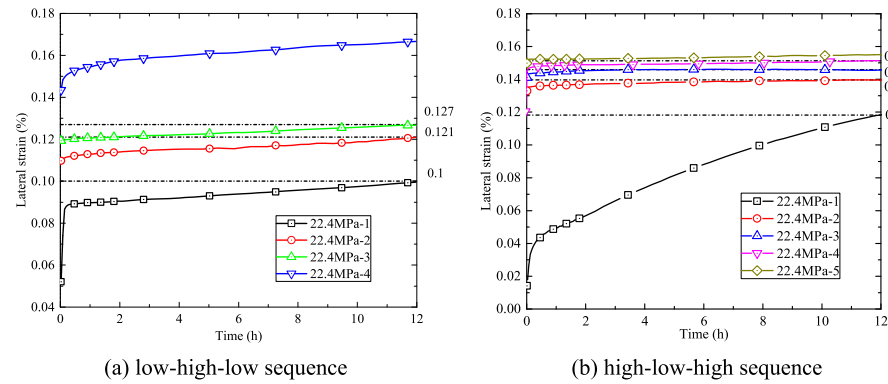 0.18
0.16
0.14
0.12
0.10
0.08
0.06
0.04
Lateral strain (%)
0.127
0.121
0.1
22.4MPa-1
22.4MPa-2
22.4MPa-3
22.4MPa-4
0 2 4 6 8 10 12
Time (h)
(a) low-high-low sequence
0.18
0.16
0.14
0.12
0.10
0.08
0.06
0.04
0.02
0.00
Lateral strain (%)
0
0
0
0
22.4MPa-1
22.4MPa-2
22.4MPa-3
22.4MPa-4
22.4MPa-5
0 2 4 6 8 10 12
Time (h)
(b) high-low-high sequence